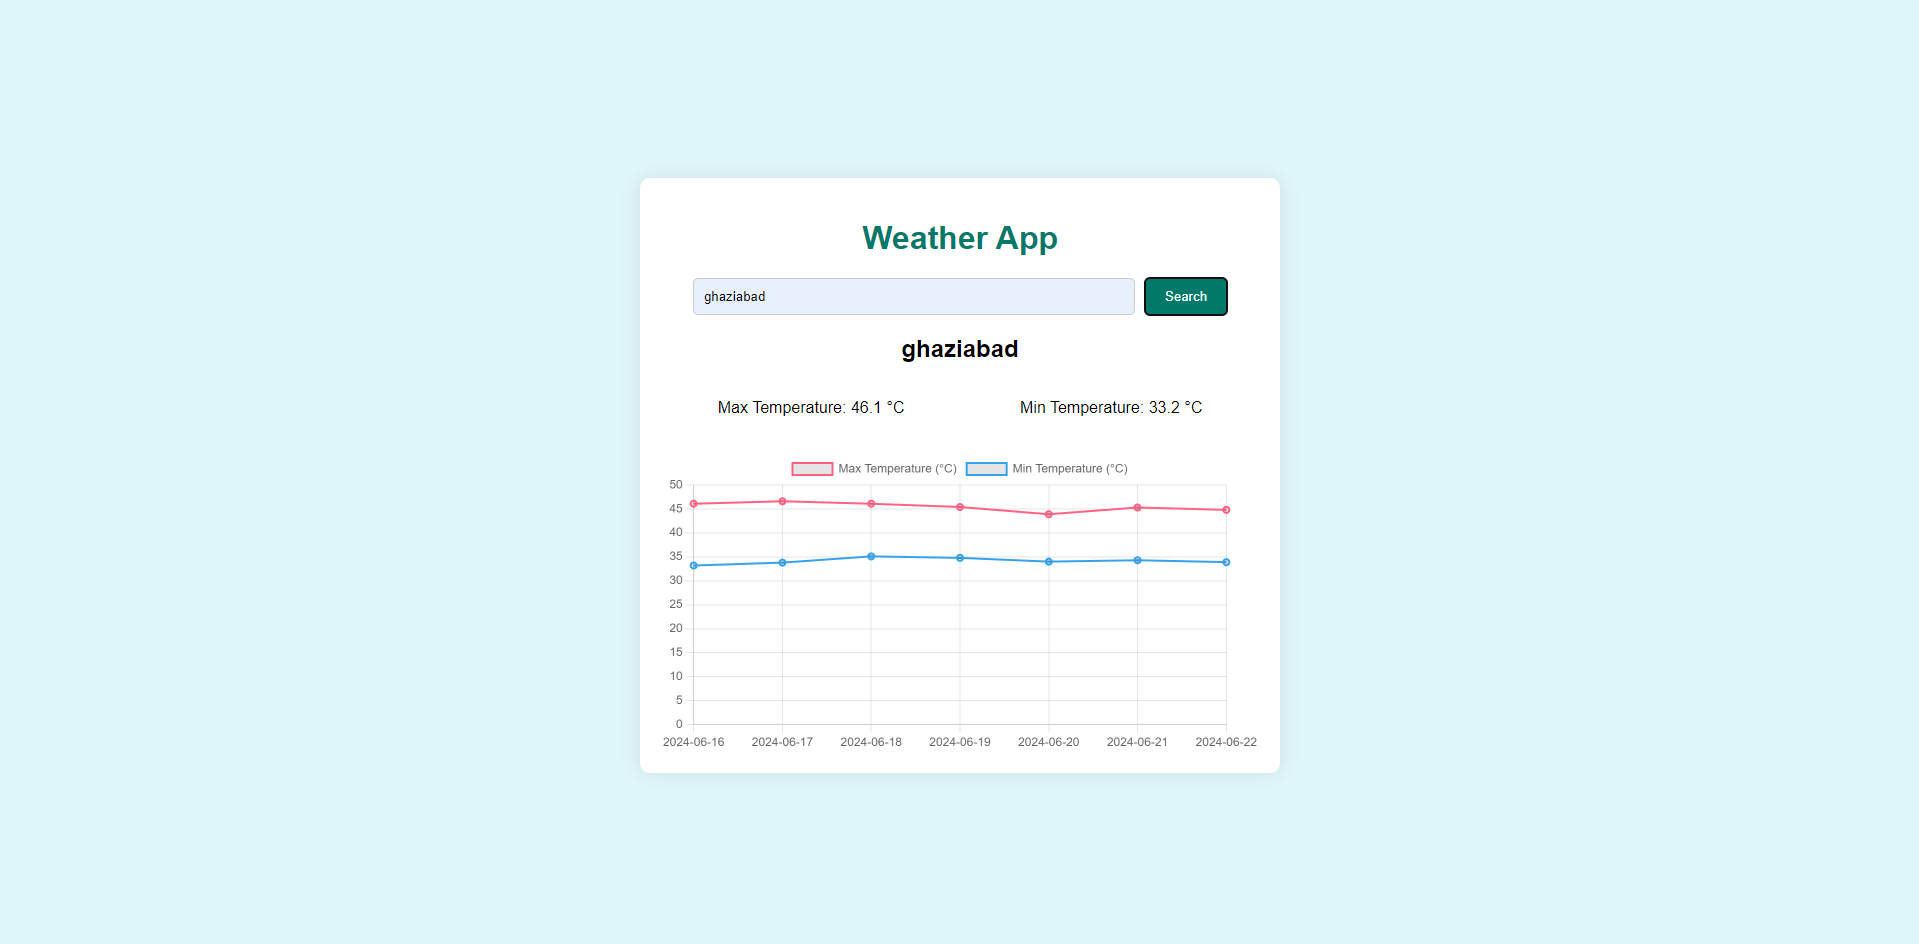 Weather App
ghaziabad
Search
ghaziabad
Max Temperature: 46.1 °C
Min Temperature: 33.2 °C
Max Temperature (°C)
Min Temperature (°C)
50
45
40
35
30
25
20
15
10
5
0
2024-06-16
2024-06-17
2024-06-18
2024-06-19
2024-06-20
2024-06-21
2024-06-22